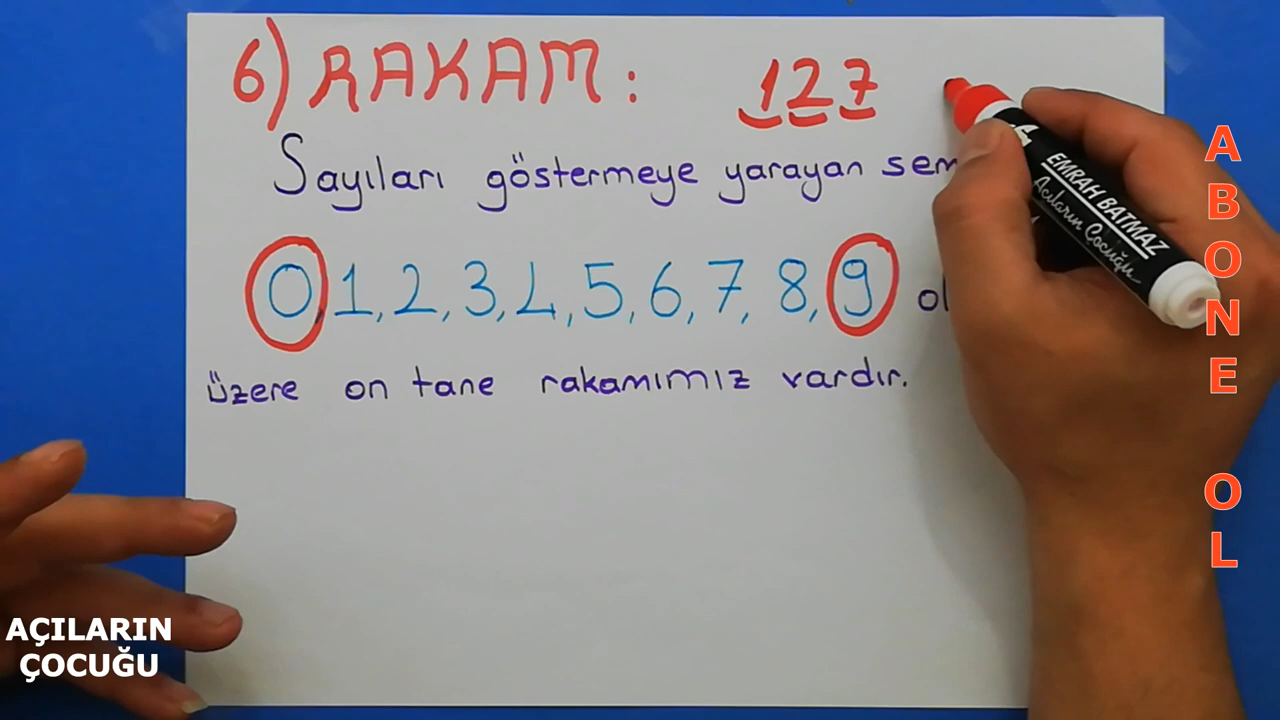 6) RAKAM: 127
Sayıları göstermeye yarayan sem
0, 1, 2, 3, 4, 5, 6, 7, 8, 9 ol
üzere on tane rakamımız vardır.
EMRAH BATMAZ
Açıların Çocuğu
ABONE OL
AÇILARIN
ÇOCUĞU